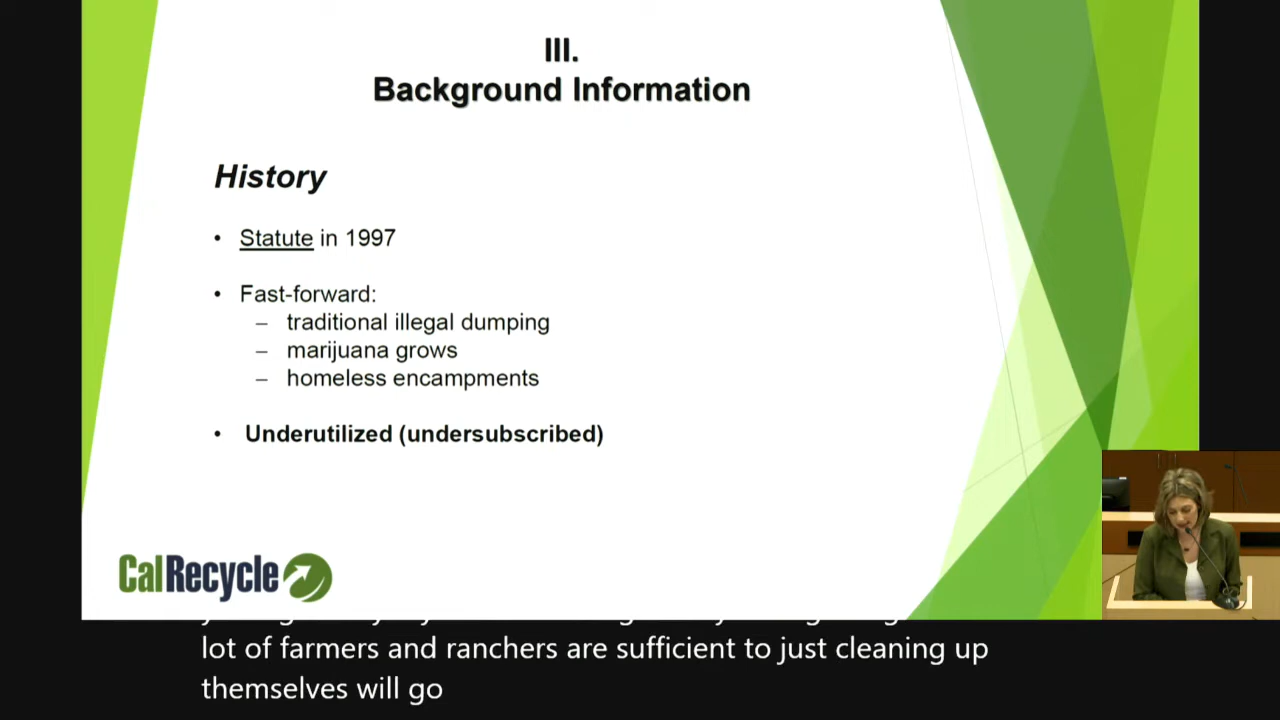 III.
Background Information
History
• Statute in 1997
• Fast-forward:
– traditional illegal dumping
– marijuana grows
– homeless encampments
• Underutilized (undersubscribed)
CalRecycle
lot of farmers and ranchers are sufficient to just cleaning up
themselves will go